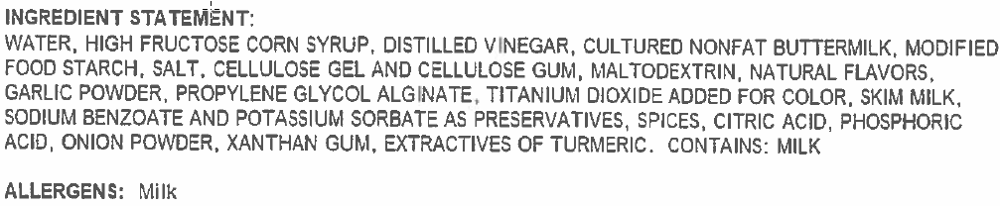 INGREDIENT STATEMENT:
WATER, HIGH FRUCTOSE CORN SYRUP, DISTILLED VINEGAR, CULTURED NONFAT BUTTERMILK, MODIFIED
FOOD STARCH, SALT, CELLULOSE GEL AND CELLULOSE GUM, MALTODEXTRIN, NATURAL FLAVORS,
GARLIC POWDER, PROPYLENE GLYCOL ALGINATE, TITANIUM DIOXIDE ADDED FOR COLOR, SKIM MILK,
SODIUM BENZOATE AND POTASSIUM SORBATE AS PRESERVATIVES, SPICES, CITRIC ACID, PHOSPHORIC
ACID, ONION POWDER, XANTHAN GUM, EXTRACTIVES OF TURMERIC. CONTAINS: MILK
ALLERGENS: Milk